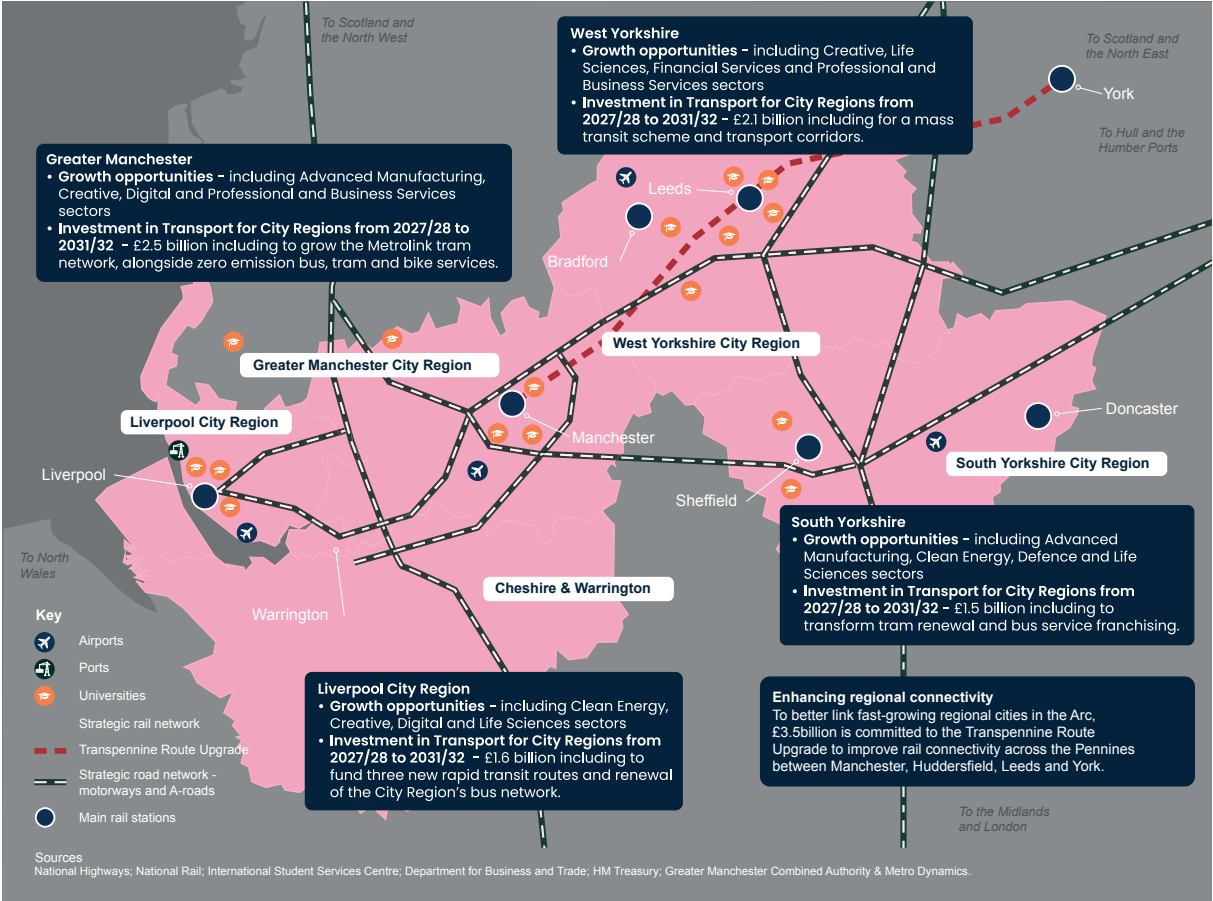 To Scotland and
the North West
West Yorkshire
• Growth opportunities - including Creative, Life
Sciences, Financial Services and Professional and
Business Services sectors
• Investment in Transport for City Regions from
2027/28 to 2031/32 - £2.1 billion including for a mass
transit scheme and transport corridors.
To Scotland and
the North East
York
To Hull and the
Humber Ports
Greater Manchester
• Growth opportunities - including Advanced Manufacturing,
Creative, Digital and Professional and Business Services
sectors
• Investment in Transport for City Regions from 2027/28 to
2031/32 - £2.5 billion including to grow the Metrolink tram
network, alongside zero emission bus, tram and bike services.
Leeds
Bradford
West Yorkshire City Region
Greater Manchester City Region
Liverpool City Region
Doncaster
Manchester
South Yorkshire City Region
Liverpool
Sheffield
South Yorkshire
• Growth opportunities - including Advanced
Manufacturing, Clean Energy, Defence and Life
Sciences sectors
• Investment in Transport for City Regions from
2027/28 to 2031/32 - £1.5 billion including to
transform tram renewal and bus service franchising.
To North
Wales
Cheshire & Warrington
Warrington
Key
Airports
Ports
Universities
Strategic rail network
Transpennine Route Upgrade
Strategic road network -
motorways and A-roads
Main rail stations
Liverpool City Region
• Growth opportunities - including Clean Energy,
Creative, Digital and Life Sciences sectors
• Investment in Transport for City Regions from
2027/28 to 2031/32 - £1.6 billion including to
fund three new rapid transit routes and renewal
of the City Region's bus network.
Enhancing regional connectivity
To better link fast-growing regional cities in the Arc,
£3.5billion is committed to the Transpennine Route
Upgrade to improve rail connectivity across the Pennines
between Manchester, Huddersfield, Leeds and York.
To the Midlands
and London
Sources
National Highways; National Rail; International Student Services Centre; Department for Business and Trade; HM Treasury; Greater Manchester Combined Authority & Metro Dynamics.